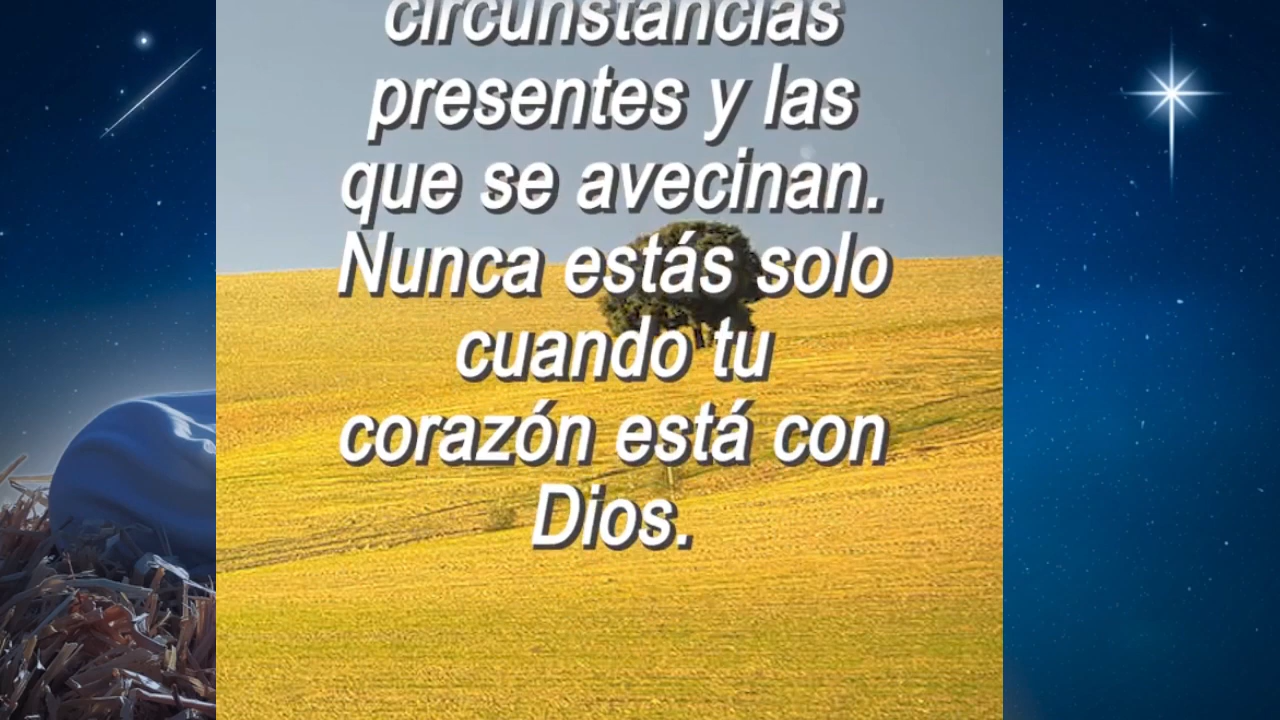 circunstancias
presentes y las
que se avecinan.
Nunca estás solo
cuando tu
corazón está con
Dios.